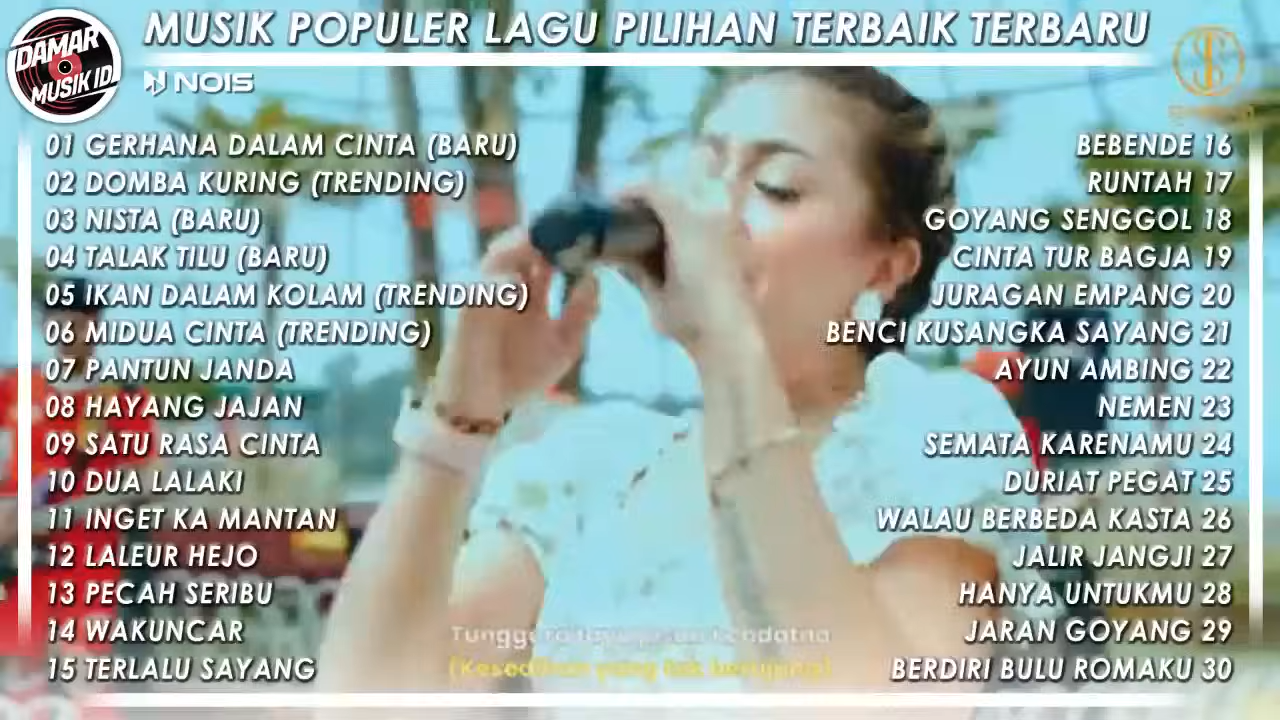 DAMAR
MUSIK ID
MUSIK POPULER LAGU PILIHAN TERBAIK TERBARU
NOIS
01 GERHANA DALAM CINTA (BARU)
02 DOMBA KURING (TRENDING)
03 NISTA (BARU)
04 TALAK TILU (BARU)
05 IKAN DALAM KOLAM (TRENDING)
06 MIDUA CINTA (TRENDING)
07 PANTUN JANDA
08 HAYANG JAJAN
09 SATU RASA CINTA
10 DUA LALAKI
11 INGET KA MANTAN
12 LALEUR HEJO
13 PECAH SERIBU
14 WAKUNCAR
15 TERLALU SAYANG
BEBENDE 16
RUNTAH 17
GOYANG SENGGOL 18
CINTA TUR BAGJA 19
JURAGAN EMPANG 20
BENCI KUSANGKA SAYANG 21
AYUN AMBING 22
NEMEN 23
SEMATA KARENAMU 24
DURIAT PEGAT 25
WALAU BERBEDA KASTA 26
JALIR JANGJI 27
HANYA UNTUKMU 28
JARAN GOYANG 29
BERDIRI BULU ROMAKU 30
(Kesedihan yang tak